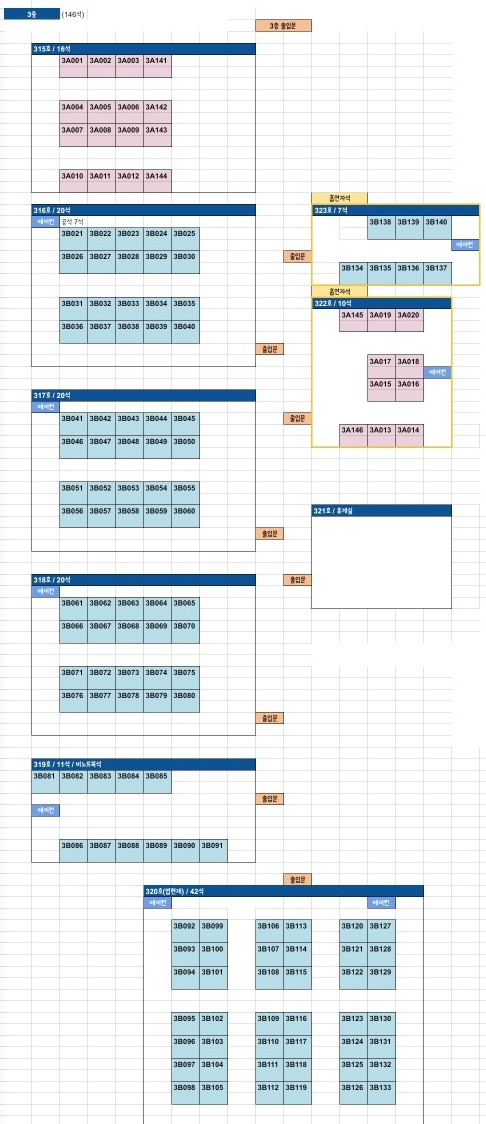 3층 (146석)
3층 출입문
315호 / 16석
3A001 3A002 3A003 3A141
3A004 3A005 3A006 3A142
3A007 3A008 3A009 3A143
3A010 3A011 3A012 3A144
316호 / 20석
에어컨 공석 7석
3B021 3B022 3B023 3B024 3B025
3B026 3B027 3B028 3B029 3B030
3B031 3B032 3B033 3B034 3B035
3B036 3B037 3B038 3B039 3B040
출입문
출입문
흡연자석
323호 / 7석
3B138 3B139 3B140
에어컨
3B134 3B135 3B136 3B137
흡연자석
322호 / 10석
3A145 3A019 3A020
3A017 3A018
에어컨
3A015 3A016
3A146 3A013 3A014
317호 / 20석
에어컨
출입문
3B041 3B042 3B043 3B044 3B045
3B046 3B047 3B048 3B049 3B050
3B051 3B052 3B053 3B054 3B055
3B056 3B057 3B058 3B059 3B060
출입문
321호 / 휴게실
318호 / 20석
출입문
에어컨
3B061 3B062 3B063 3B064 3B065
3B066 3B067 3B068 3B069 3B070
3B071 3B072 3B073 3B074 3B075
3B076 3B077 3B078 3B079 3B080
출입문
319호 / 11석 / 비노트북석
3B081 3B082 3B083 3B084 3B085
출입문
에어컨
3B086 3B087 3B088 3B089 3B090 3B091
출입문
320호(법현재) / 42석
에어컨 에어컨
3B092 3B099 3B106 3B113 3B120 3B127
3B093 3B100 3B107 3B114 3B121 3B128
3B094 3B101 3B108 3B115 3B122 3B129
3B095 3B102 3B109 3B116 3B123 3B130
3B096 3B103 3B110 3B117 3B124 3B131
3B097 3B104 3B111 3B118 3B125 3B132
3B098 3B105 3B112 3B119 3B126 3B133